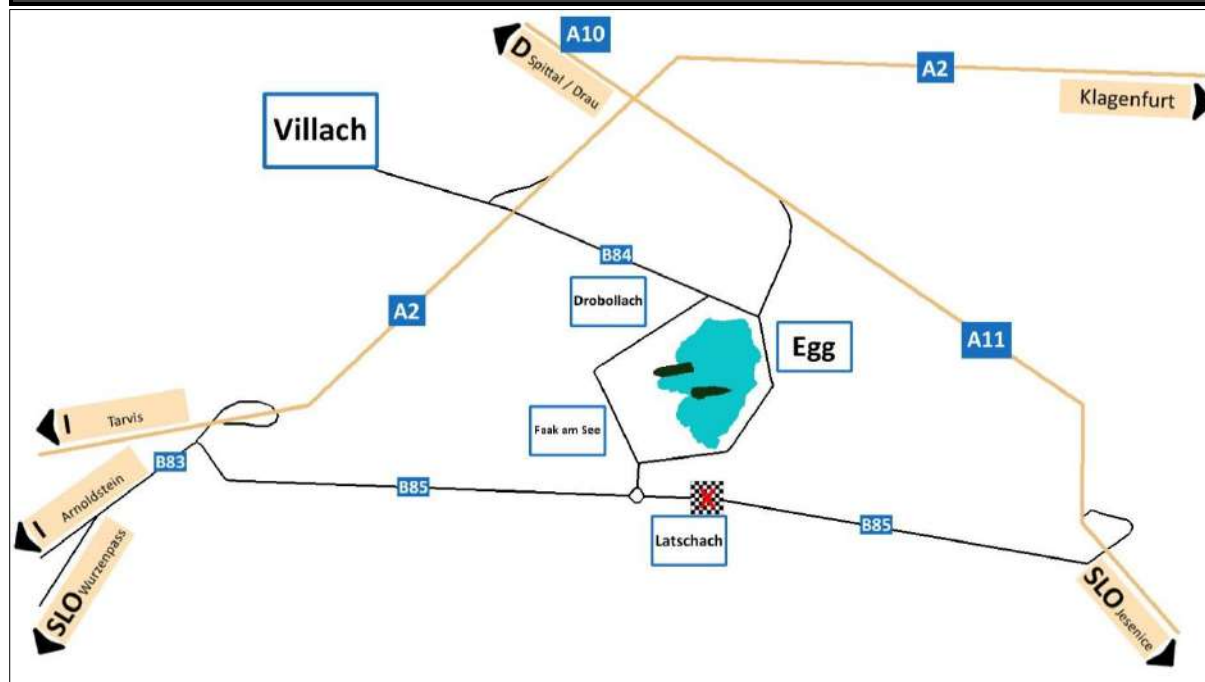 A10
D Spittal / Drau
A2
Klagenfurt
Villach
B84
Drobollach
A2
Egg
A11
I Tarvis
Faak am See
B83
B85
I Arnoldstein
X
Latschach
B85
SLO Wurzenpass
SLO Jesenice